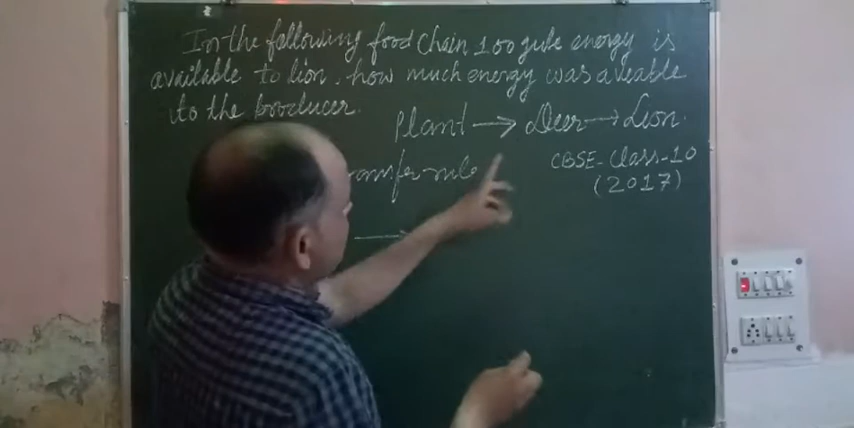 In the following food chain 100 jule energy is
available to lion. how much energy was aveable
to the producer.
Plant → Deer → Lion.
CBSE-Class-10
(2017)